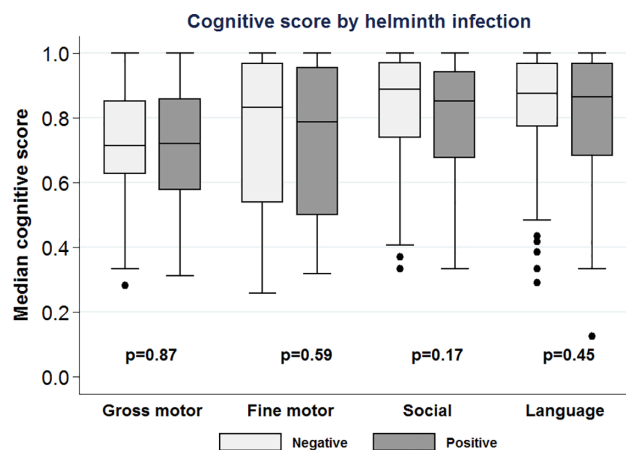 Cognitive score by helminth infection
Median cognitive score
1.0
0.8
0.6
0.4
0.2
0.0
p=0.87 p=0.59 p=0.17 p=0.45
Gross motor Fine motor Social Language
Negative Positive